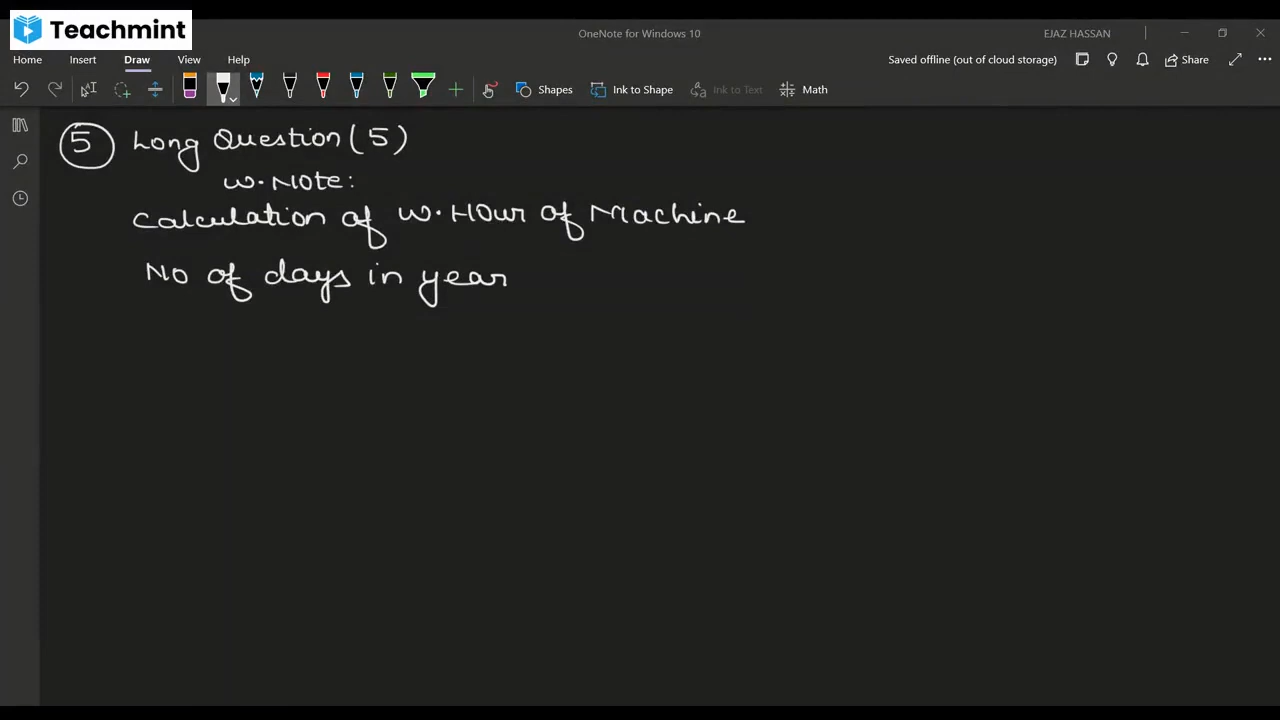 Teachmint
OneNote for Windows 10
EJAZ HASSAN
Home Insert Draw View Help
Saved offline (out of cloud storage)
Share
Shapes Ink to Shape Ink to Text Math
5 Long Question (5)
W. Note:
Calculation of W. Hour of Machine
No of days in year